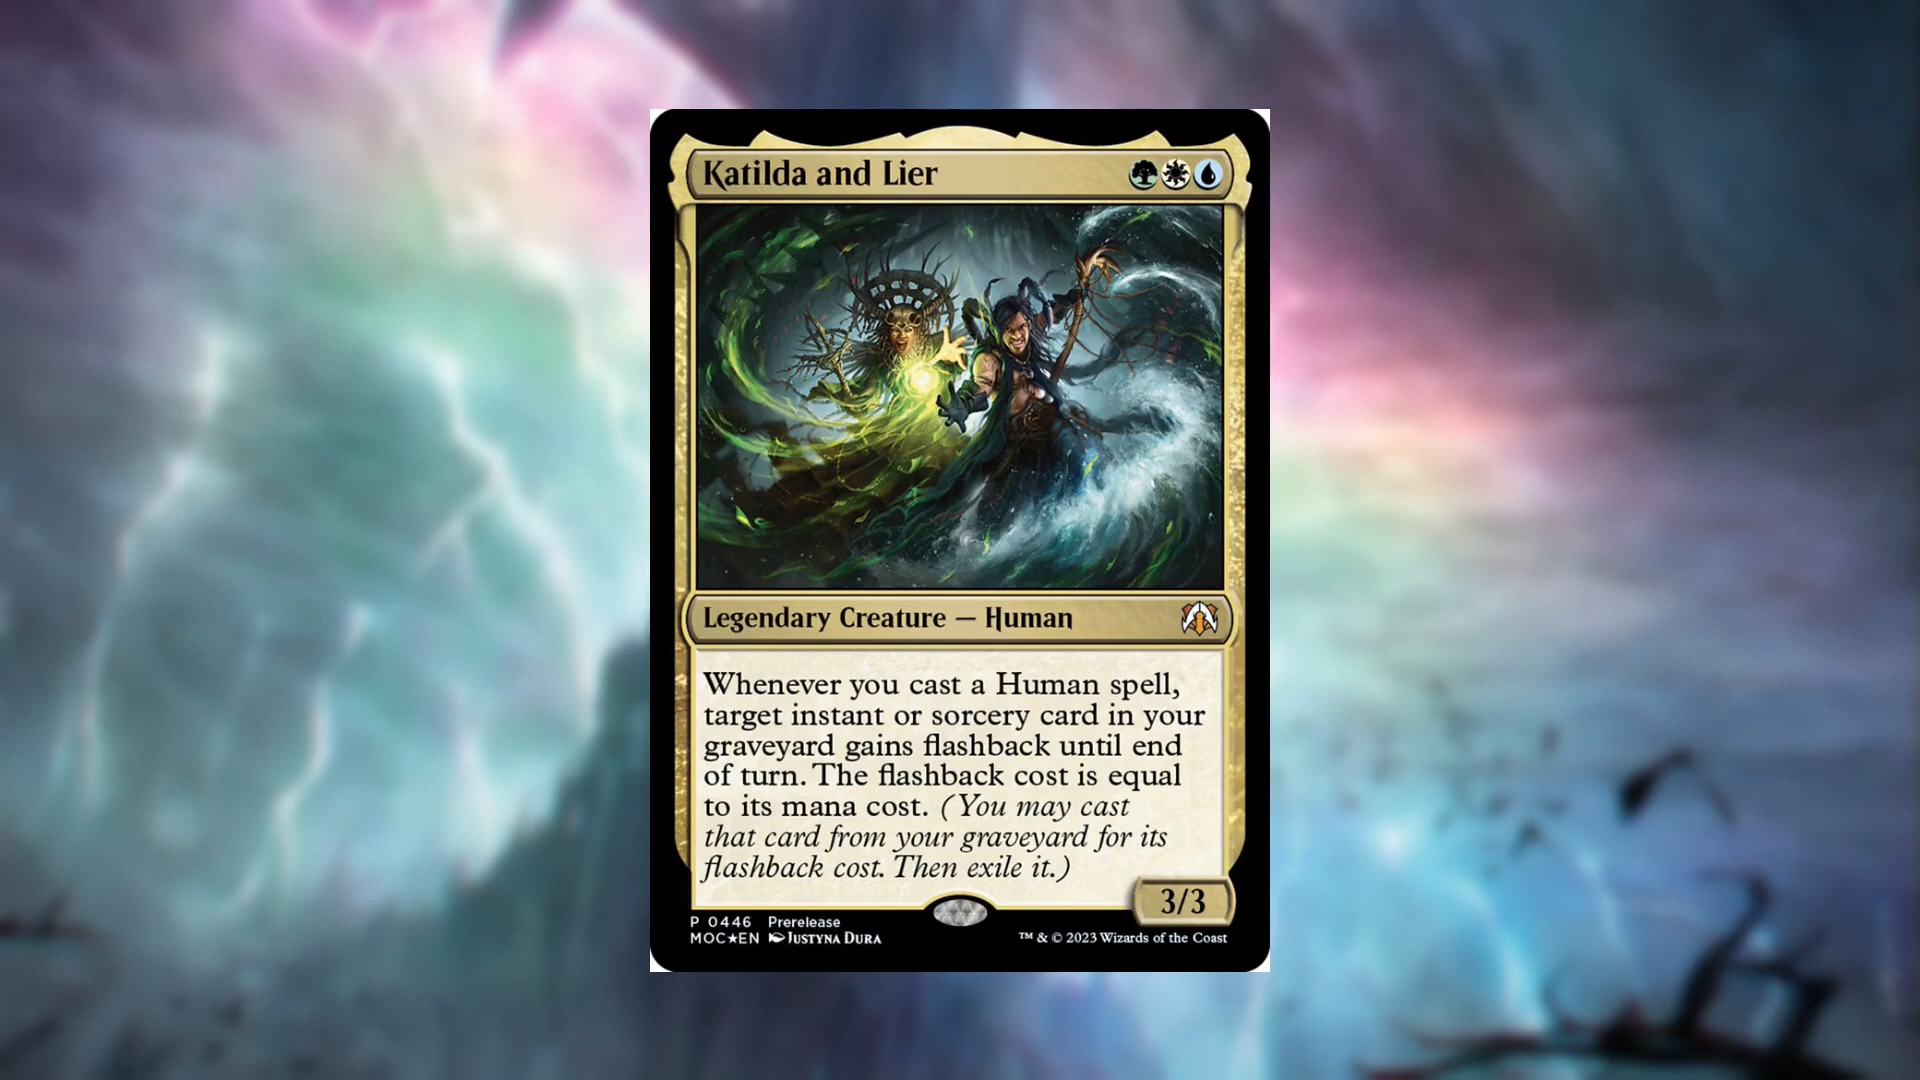 Katilda and Lier
Legendary Creature — Human
Whenever you cast a Human spell,
target instant or sorcery card in your
graveyard gains flashback until end
of turn. The flashback cost is equal
to its mana cost. (You may cast
that card from your graveyard for its
flashback cost. Then exile it.)
3/3
P 0446 Prerelease
MOC★EN Justyna Dura
™ & © 2023 Wizards of the Coast